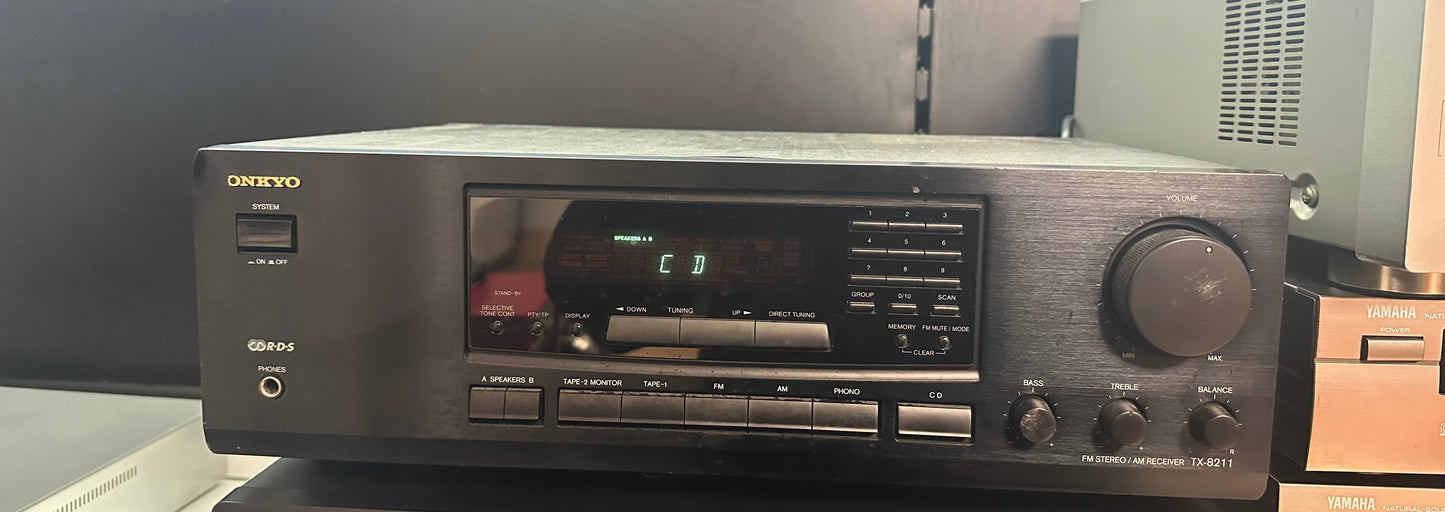 ONKYO
SYSTEM
ON OFF
R·D·S
PHONES
SPEAKERS A B
C D
STAND-BY
SELECTIVE
TONE CONT
PTY/TP
DISPLAY
DOWN TUNING UP
DIRECT TUNING
1 2 3
4 5 6
7 8 9
GROUP 0/10 SCAN
MEMORY FM MUTE / MODE
CLEAR
A SPEAKERS B
TAPE-2 MONITOR TAPE-1 FM AM PHONO
CD
VOLUME
MIN MAX
BASS TREBLE BALANCE
- + - + R
FM STEREO / AM RECEIVER TX-8211
YAMAHA
POWER
YAMAHA NATURAL